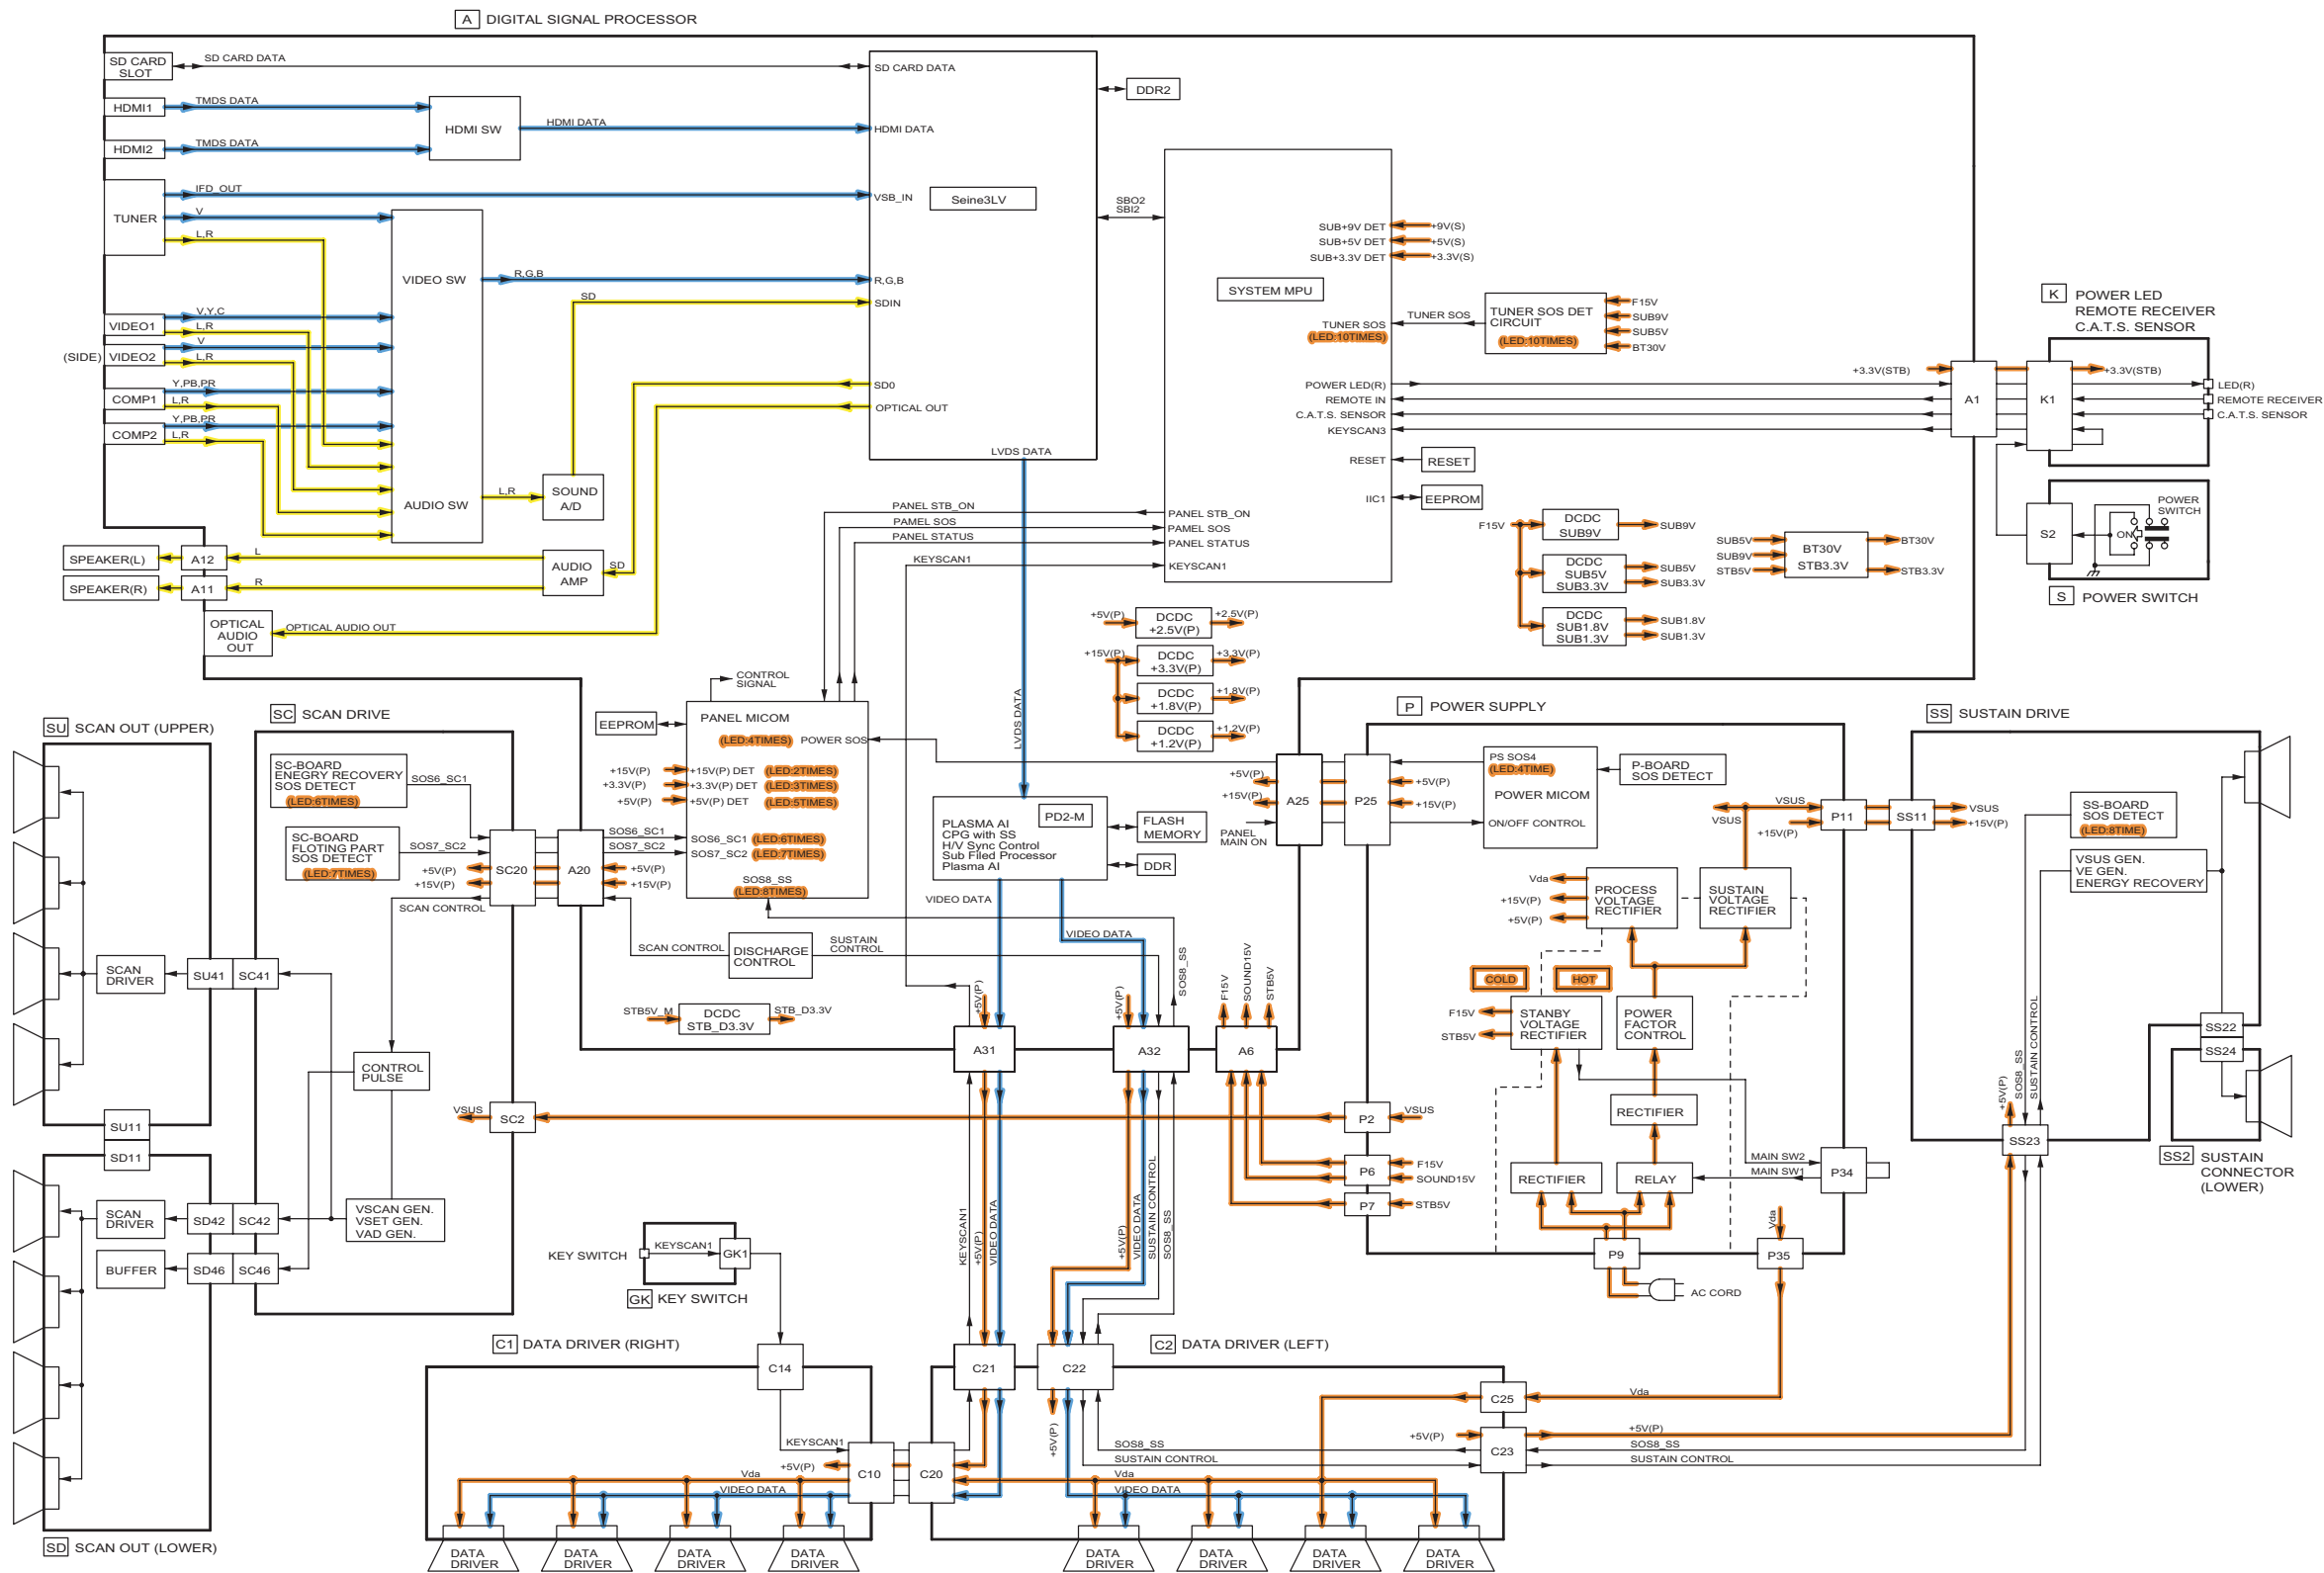 A DIGITAL SIGNAL PROCESSOR
SD CARD
SLOT
SD CARD DATA
SD CARD DATA
DDR2
HDMI1
TMDS DATA
HDMI SW
HDMI DATA
HDMI DATA
HDMI2
TMDS DATA
TUNER
IFD_OUT
V
L,R
VSB_IN
Seine3LV
SBO2
SBI2
VIDEO SW
R,G,B
R,G,B
SD
SDIN
VIDEO1
V,Y,C
L,R
(SIDE)
VIDEO2
V
L,R
COMP1
Y,PB,PR
L,R
COMP2
Y,PB,PR
L,R
SD0
OPTICAL OUT
LVDS DATA
AUDIO SW
L,R
SOUND
A/D
SPEAKER(L)
A12
L
SPEAKER(R)
A11
R
AUDIO
AMP
SD
OPTICAL
AUDIO
OUT
OPTICAL AUDIO OUT
SUB+9V DET
+9V(S)
SUB+5V DET
+5V(S)
SUB+3.3V DET
+3.3V(S)
SYSTEM MPU
TUNER SOS
(LED:10TIMES)
TUNER SOS
TUNER SOS DET
CIRCUIT
(LED:10TIMES)
F15V
SUB9V
SUB5V
BT30V
POWER LED(R)
REMOTE IN
C.A.T.S. SENSOR
KEYSCAN3
RESET
RESET
IIC1
EEPROM
PANEL STB_ON
PANEL STB_ON
PAMEL SOS
PAMEL SOS
PANEL STATUS
PANEL STATUS
KEYSCAN1
KEYSCAN1
+3.3V(STB)
A1
K1
+3.3V(STB)
K POWER LED
REMOTE RECEIVER
C.A.T.S. SENSOR
LED(R)
REMOTE RECEIVER
C.A.T.S. SENSOR
S2
POWER
SWITCH
ON
S POWER SWITCH
F15V
DCDC
SUB9V
SUB9V
DCDC
SUB5V
SUB3.3V
SUB5V
SUB3.3V
DCDC
SUB1.8V
SUB1.3V
SUB1.8V
SUB1.3V
SUB5V
SUB9V
STB5V
BT30V
STB3.3V
BT30V
STB3.3V
+5V(P)
DCDC
+2.5V(P)
+2.5V(P)
+15V(P)
DCDC
+3.3V(P)
+3.3V(P)
DCDC
+1.8V(P)
+1.8V(P)
DCDC
+1.2V(P)
+1.2V(P)
CONTROL
SIGNAL
EEPROM
PANEL MICOM
(LED:4TIMES)
POWER SOS
+15V(P)
+15V(P) DET
(LED:2TIMES)
+3.3V(P)
+3.3V(P) DET
(LED:3TIMES)
+5V(P)
+5V(P) DET
(LED:5TIMES)
SOS6_SC1
SOS6_SC1
(LED:6TIMES)
SOS7_SC2
SOS7_SC2
(LED:7TIMES)
SOS8_SS
(LED:8TIMES)
+5V(P)
+15V(P)
LVDS DATA
PD2-M
PLASMA AI
CPG with SS
H/V Sync Control
Sub Filed Processor
Plasma AI
FLASH
MEMORY
DDR
VIDEO DATA
VIDEO DATA
SOS8_SS
SCAN CONTROL
DISCHARGE
CONTROL
SUSTAIN
CONTROL
STB5V_M
DCDC
STB_D3.3V
STB_D3.3V
+5V(P)
+5V(P)
A31
A32
A6
F15V
SOUND15V
STB5V
SU SCAN OUT (UPPER)
SC SCAN DRIVE
SC-BOARD
ENEGRY RECOVERY
SOS DETECT
(LED:6TIMES)
SOS6_SC1
SC-BOARD
FLOTING PART
SOS DETECT
(LED:7TIMES)
SOS7_SC2
SC20
A20
+5V(P)
+15V(P)
SCAN CONTROL
SCAN
DRIVER
SU41
SC41
CONTROL
PULSE
VSUS
SC2
SU11
SD11
SCAN
DRIVER
SD42
SC42
VSCAN GEN.
VSET GEN.
VAD GEN.
BUFFER
SD46
SC46
SD SCAN OUT (LOWER)
P POWER SUPPLY
A25
P25
+5V(P)
+15V(P)
PANEL
MAIN ON
+5V(P)
+15V(P)
PS SOS4
(LED:4TIME)
POWER MICOM
ON/OFF CONTROL
P-BOARD
SOS DETECT
VSUS
VSUS
+15V(P)
P11
SS11
VSUS
+15V(P)
Vda
+15V(P)
+5V(P)
PROCESS
VOLTAGE
RECTIFIER
SUSTAIN
VOLTAGE
RECTIFIER
COLD
HOT
F15V
STB5V
STANBY
VOLTAGE
RECTIFIER
POWER
FACTOR
CONTROL
RECTIFIER
P2
VSUS
P6
F15V
SOUND15V
P7
STB5V
RECTIFIER
RELAY
MAIN SW2
MAIN SW1
P34
P9
Vda
P35
AC CORD
SS SUSTAIN DRIVE
SS-BOARD
SOS DETECT
(LED:8TIME)
VSUS GEN.
VE GEN.
ENERGY RECOVERY
SS22
SS24
+5V(P)
SOS8_SS
SUSTAIN CONTROL
SS23
SS2 SUSTAIN
CONNECTOR
(LOWER)
KEY SWITCH
KEYSCAN1
GK1
GK KEY SWITCH
KEYSCAN1
+5V(P)
VIDEO DATA
+5V(P)
VIDEO DATA
SUSTAIN CONTROL
SOS8_SS
C1 DATA DRIVER (RIGHT)
C14
C21
C22
C2 DATA DRIVER (LEFT)
KEYSCAN1
+5V(P)
C10
C20
+5V(P)
Vda
VIDEO DATA
Vda
VIDEO DATA
SOS8_SS
SUSTAIN CONTROL
C25
Vda
+5V(P)
C23
+5V(P)
SOS8_SS
SUSTAIN CONTROL
DATA
DRIVER
DATA
DRIVER
DATA
DRIVER
DATA
DRIVER
DATA
DRIVER
DATA
DRIVER
DATA
DRIVER
DATA
DRIVER